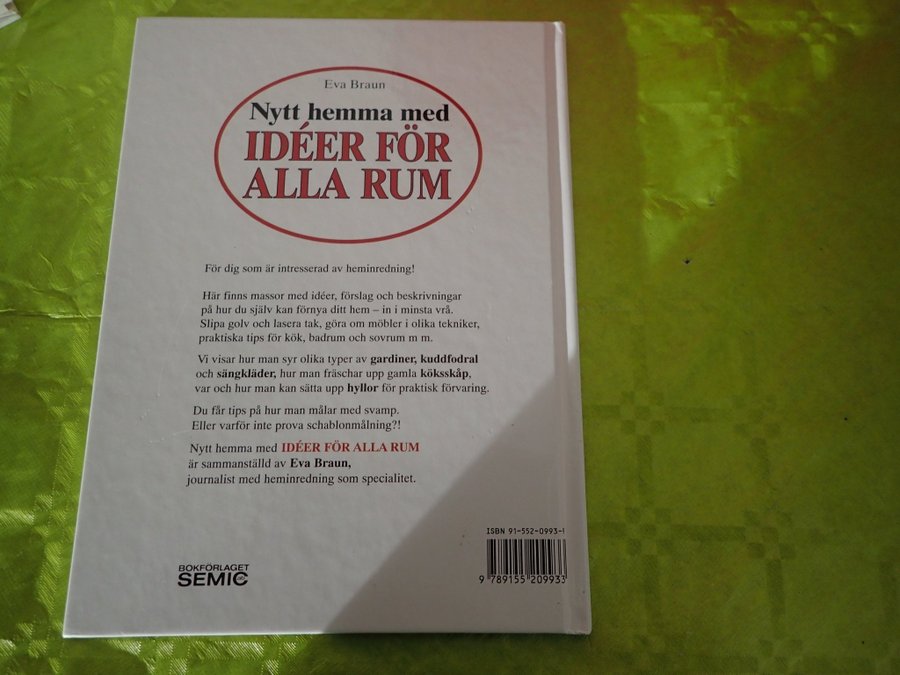 Eva Braun
Nytt hemma med
IDÉER FÖR
ALLA RUM
För dig som är intresserad av heminredning!
Här finns massor med idéer, förslag och beskrivningar
på hur du själv kan förnya ditt hem – in i minsta vrå.
Slipa golv och lasera tak, göra om möbler i olika tekniker,
praktiska tips för kök, badrum och sovrum m m.
Vi visar hur man syr olika typer av gardiner, kuddfodral
och sängkläder, hur man fräschar upp gamla köksskåp,
var och hur man kan sätta upp hyllor för praktisk förvaring.
Du får tips på hur man målar med svamp.
Eller varför inte prova schablonmålning?!
Nytt hemma med IDÉER FÖR ALLA RUM
är sammanställd av Eva Braun,
journalist med heminredning som specialitet.
ISBN 91-552-0993-1
BOKFÖRLAGET
SEMIC
9 789155 209933